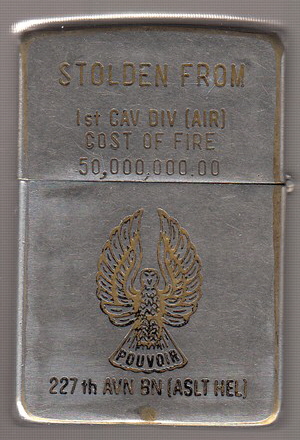 STOLDEN FROM
1st CAV DIV (AIR)
COST OF FIRE
50,000,000.00
POUVOIR
227th AVN BN (ASLT HEL)